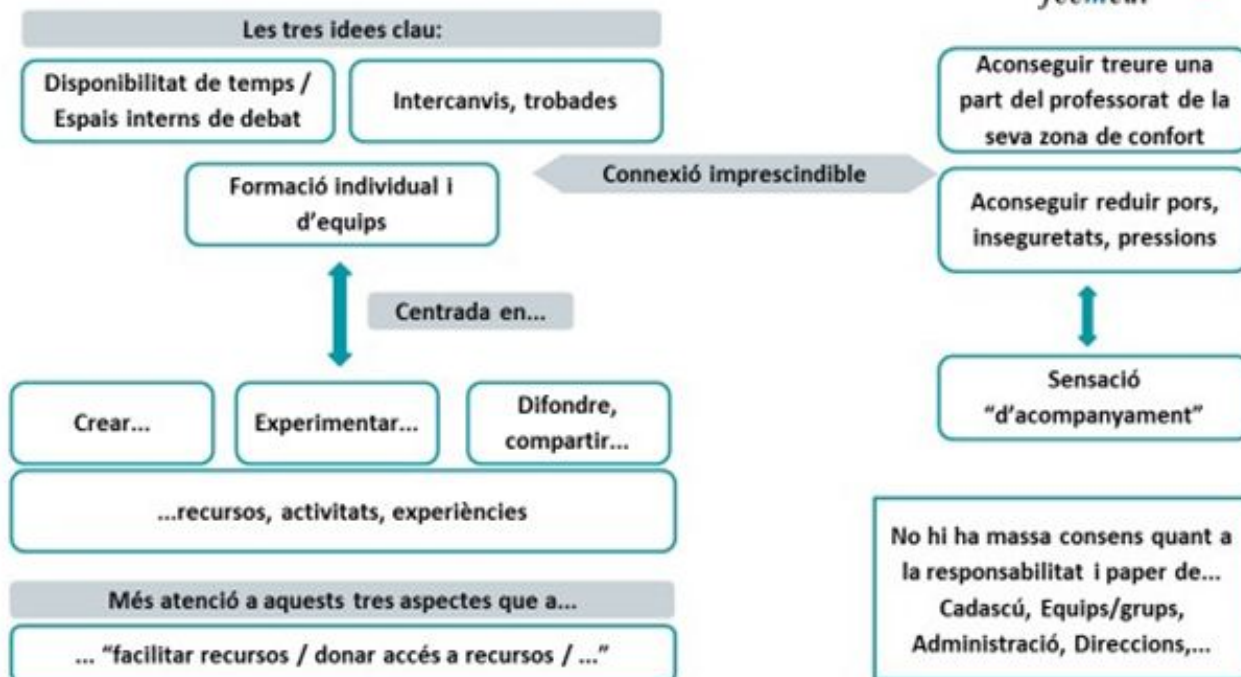 Les tres idees clau:
Disponibilitat de temps /
Espais interns de debat
Intercanvis, trobades
Formació individual i
d’equips
Connexió imprescindible
Aconseguir treure una
part del professorat de la
seva zona de confort
Aconseguir reduir pors,
inseguretats, pressions
Centrada en...
Sensació
“d’acompanyament”
Crear...
Experimentar...
Difondre,
compartir...
...recursos, activitats, experiències
Més atenció a aquests tres aspectes que a...
... “facilitar recursos / donar accés a recursos / ...”
No hi ha massa consens quant a
la responsabilitat i paper de...
Cadascú, Equips/grups,
Administració, Direccions,...